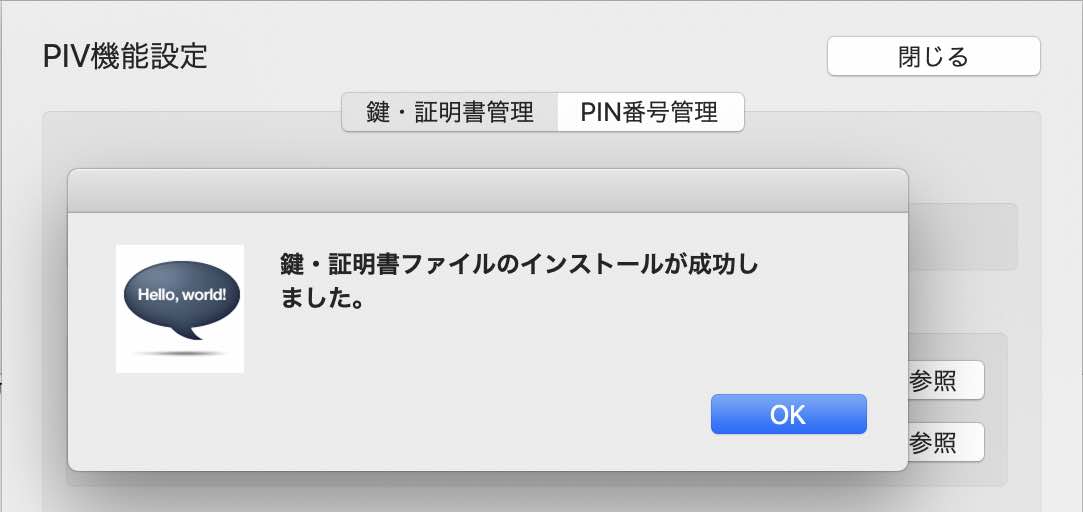 PIV機能設定
閉じる
鍵・証明書管理
PIN番号管理
Hello, world!
鍵・証明書ファイルのインストールが成功し
ました。
参照
OK
参照